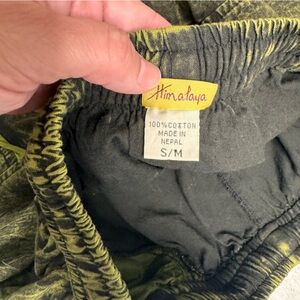 Himalaya
100% COTTON
MADE IN
NEPAL
S/M